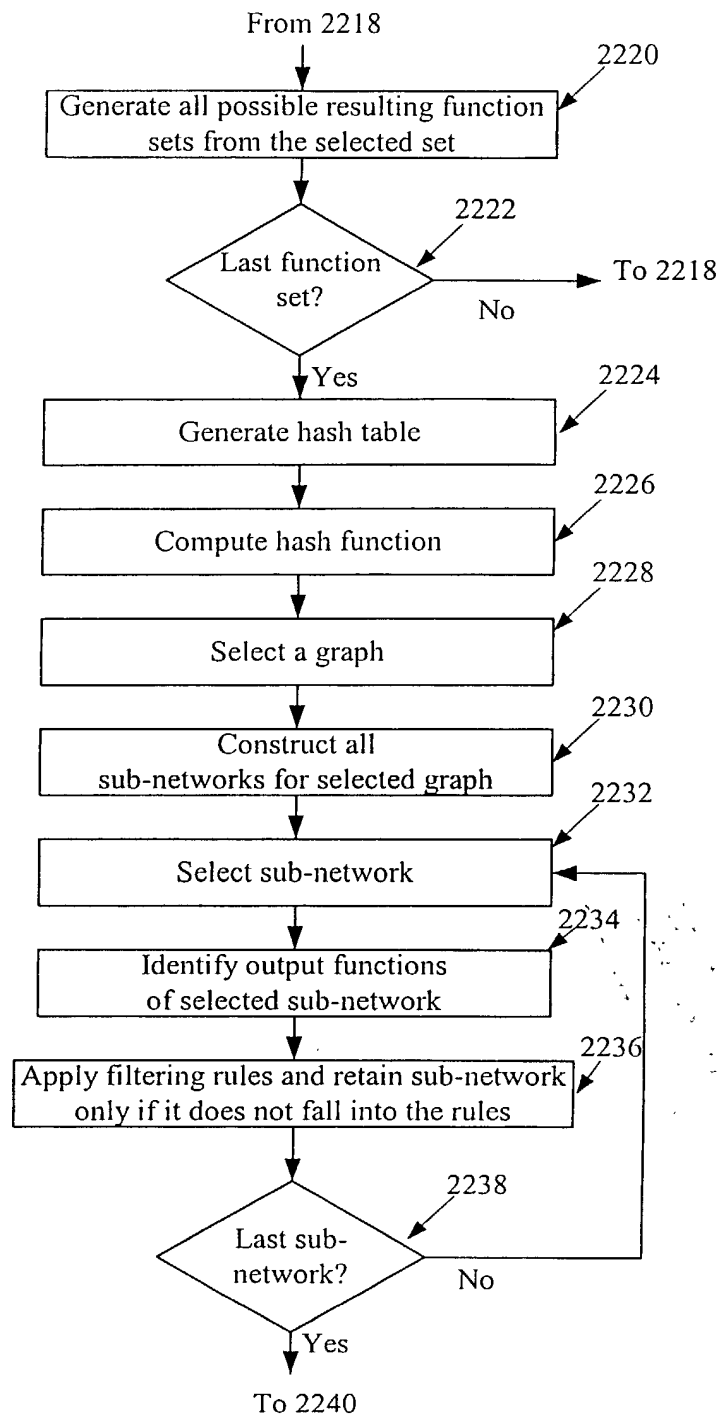 From 2218
2220
Generate all possible resulting function
sets from the selected set
2222
Last function
set?
To 2218
No
Yes
2224
Generate hash table
2226
Compute hash function
2228
Select a graph
2230
Construct all
sub-networks for selected graph
2232
Select sub-network
2234
Identify output functions
of selected sub-network
2236
Apply filtering rules and retain sub-network
only if it does not fall into the rules
2238
Last sub-
network?
No
Yes
To 2240